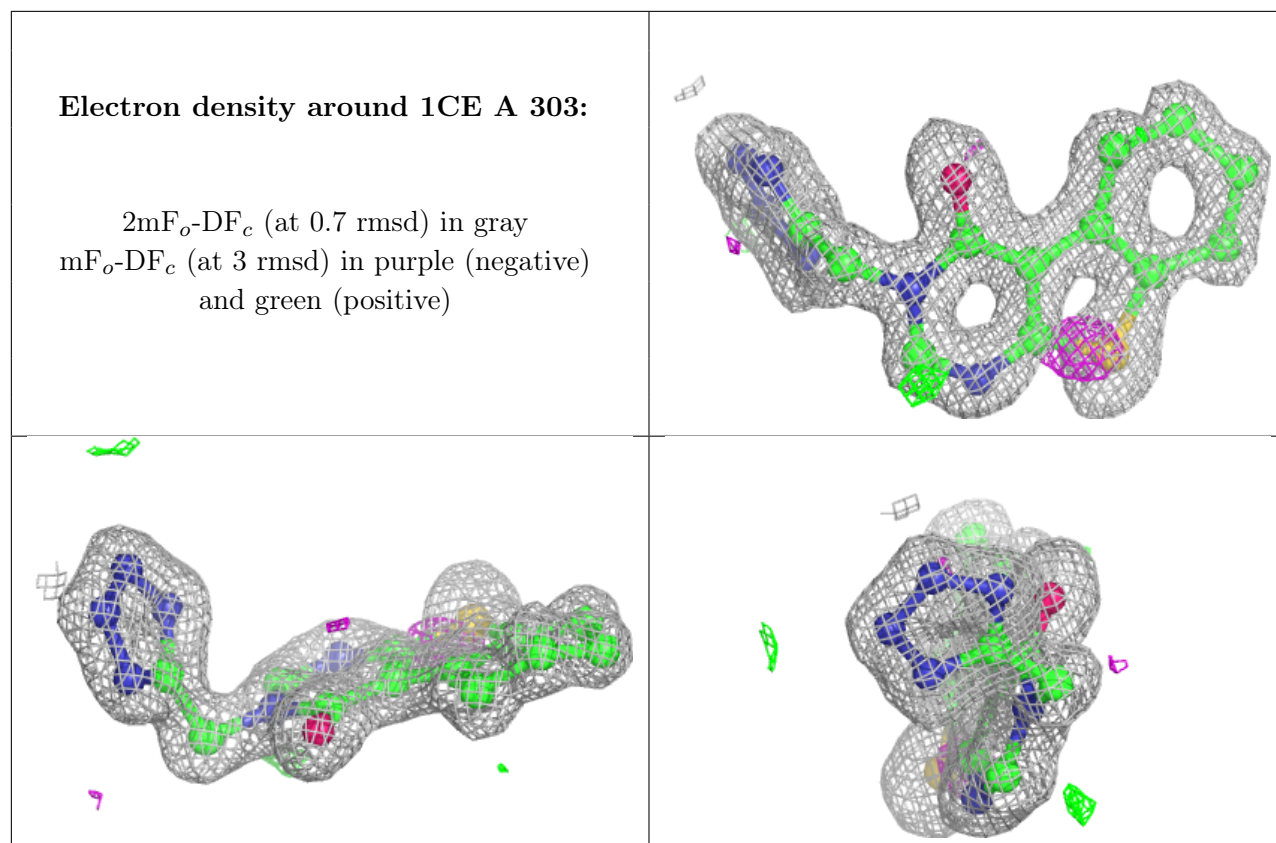 Electron density around 1CE A 303:
2mFₒ-DF𝒸 (at 0.7 rmsd) in gray
mFₒ-DF𝒸 (at 3 rmsd) in purple (negative)
and green (positive)